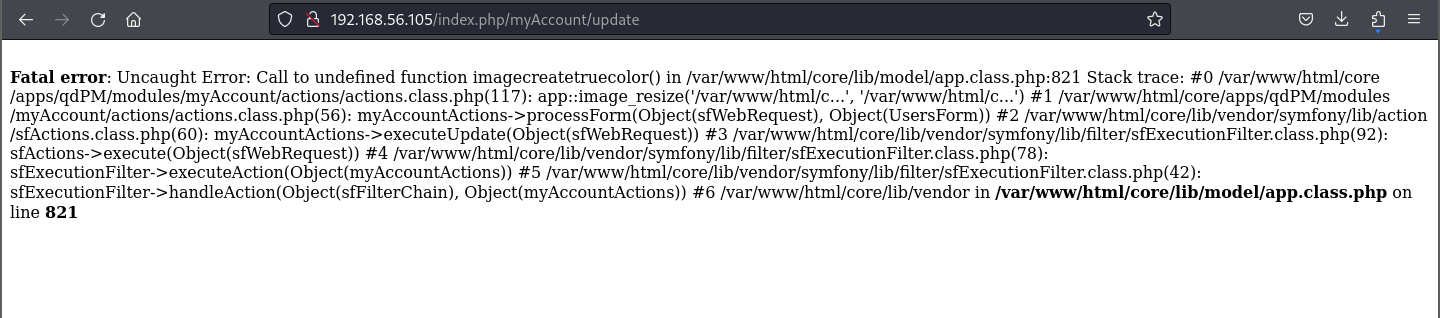 192.168.56.105/index.php/myAccount/update
Fatal error: Uncaught Error: Call to undefined function imagecreatetruecolor() in /var/www/html/core/lib/model/app.class.php:821 Stack trace: #0 /var/www/html/core
/apps/qdPM/modules/myAccount/actions/actions.class.php(117): app::image_resize('/var/www/html/c...', '/var/www/html/c...') #1 /var/www/html/core/apps/qdPM/modules
/myAccount/actions/actions.class.php(56): myAccountActions->processForm(Object(sfWebRequest), Object(UsersForm)) #2 /var/www/html/core/lib/vendor/symfony/lib/action
/sfActions.class.php(60): myAccountActions->executeUpdate(Object(sfWebRequest)) #3 /var/www/html/core/lib/vendor/symfony/lib/filter/sfExecutionFilter.class.php(92):
sfActions->execute(Object(sfWebRequest)) #4 /var/www/html/core/lib/vendor/symfony/lib/filter/sfExecutionFilter.class.php(78):
sfExecutionFilter->executeAction(Object(myAccountActions)) #5 /var/www/html/core/lib/vendor/symfony/lib/filter/sfExecutionFilter.class.php(42):
sfExecutionFilter->handleAction(Object(sfFilterChain), Object(myAccountActions)) #6 /var/www/html/core/lib/vendor in /var/www/html/core/lib/model/app.class.php on
line 821